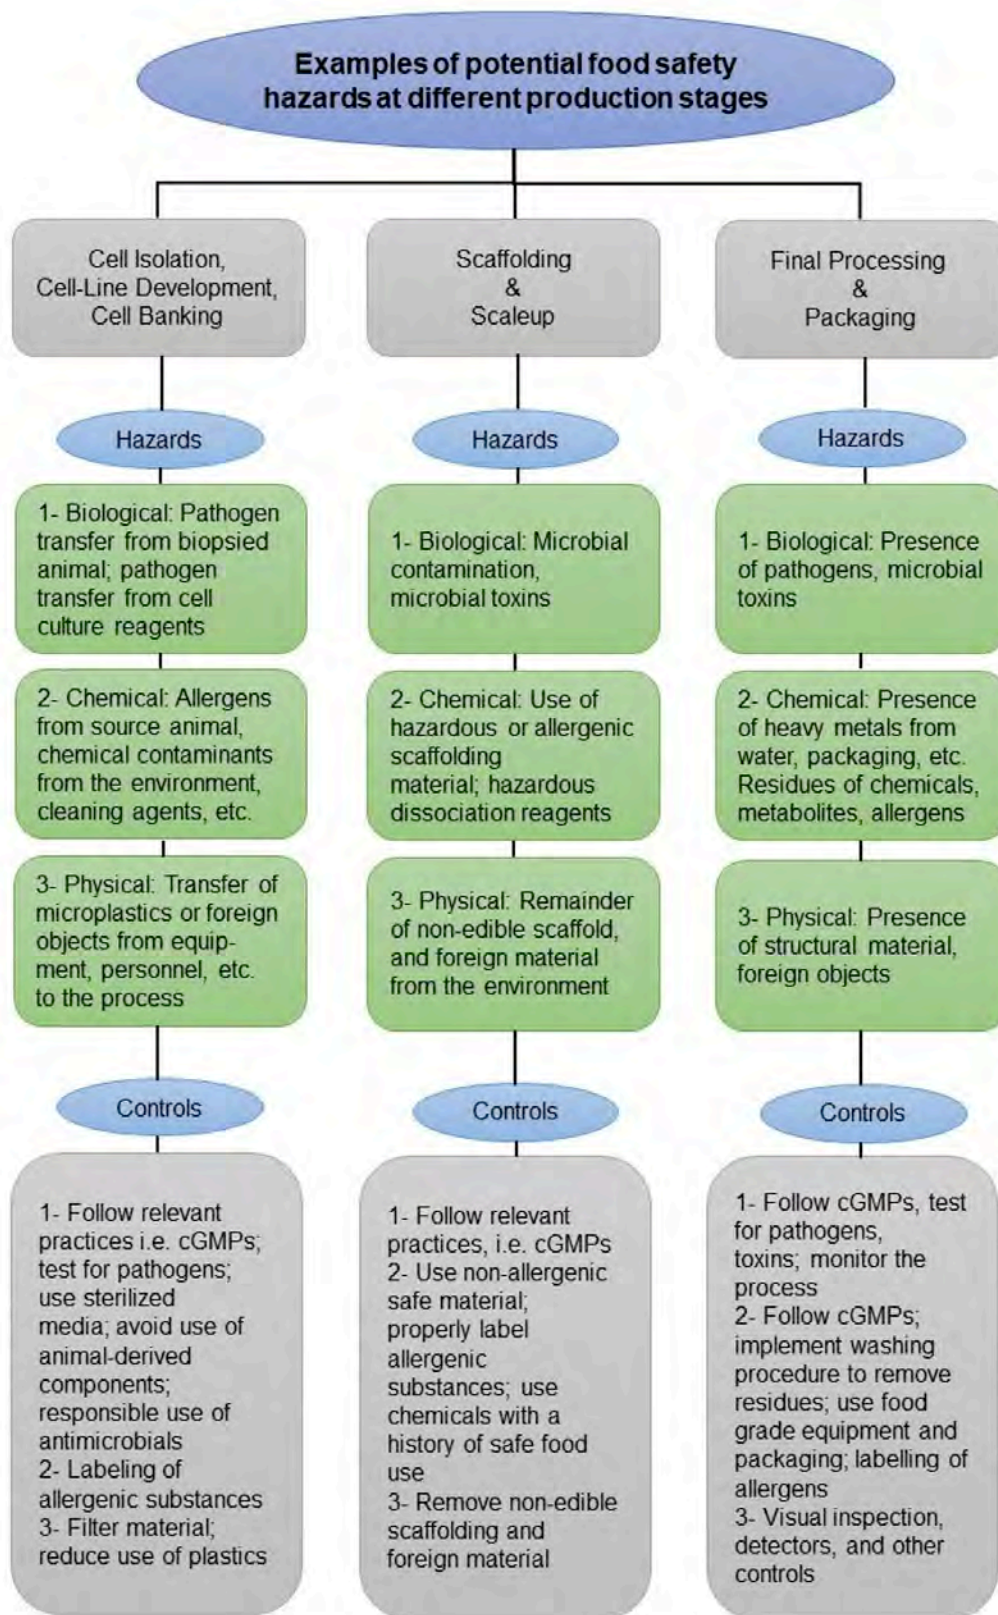 Examples of potential food safety
hazards at different production stages
Cell Isolation,
Cell-Line Development,
Cell Banking
Scaffolding
&
Scaleup
Final Processing
&
Packaging
Hazards
Hazards
Hazards
1- Biological: Pathogen
transfer from biopsied
animal; pathogen
transfer from cell
culture reagents
1- Biological: Microbial
contamination,
microbial toxins
1- Biological: Presence
of pathogens, microbial
toxins
2- Chemical: Allergens
from source animal,
chemical contaminants
from the environment,
cleaning agents, etc.
2- Chemical: Use of
hazardous or allergenic
scaffolding
material; hazardous
dissociation reagents
2- Chemical: Presence
of heavy metals from
water, packaging, etc.
Residues of chemicals,
metabolites, allergens
3- Physical: Transfer of
microplastics or foreign
objects from equip-
ment, personnel, etc.
to the process
3- Physical: Remainder
of non-edible scaffold,
and foreign material
from the environment
3- Physical: Presence
of structural material,
foreign objects
Controls
Controls
Controls
1- Follow relevant
practices i.e. cGMPs;
test for pathogens;
use sterilized
media; avoid use of
animal-derived
components;
responsible use of
antimicrobials
2- Labeling of
allergenic substances
3- Filter material;
reduce use of plastics
1- Follow relevant
practices, i.e. cGMPs
2- Use non-allergenic
safe material;
properly label
allergenic
substances; use
chemicals with a
history of safe food
use
3- Remove non-edible
scaffolding and
foreign material
1- Follow cGMPs, test
for pathogens,
toxins; monitor the
process
2- Follow cGMPs;
implement washing
procedure to remove
residues; use food
grade equipment and
packaging; labelling of
allergens
3- Visual inspection,
detectors, and other
controls